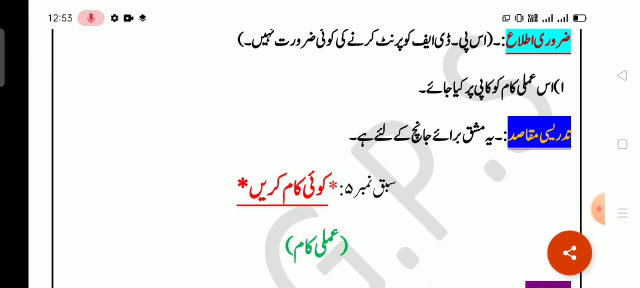 12:53
ضروری اطلاع :۔(اس پی۔ڈی ایف کو پرنٹ کرنے کی کوئی ضرورت نہیں۔)
۱)اس عملی کام کو کاپی پر کیا جائے۔
تدریسی مقاصد :۔یہ مشق برائے جانچ کے لئے ہے۔
سبق نمبر ۵: *کوئی کام کریں*
(عملی کام)
G.P.S